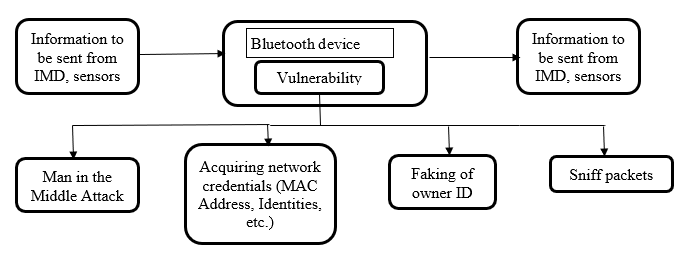 Information to
be sent from
IMD, sensors
Bluetooth device
Vulnerability
Information to
be sent from
IMD, sensors
Man in the
Middle Attack
Acquiring network
credentials (MAC
Address, Identities,
etc.)
Faking of
owner ID
Sniff packets